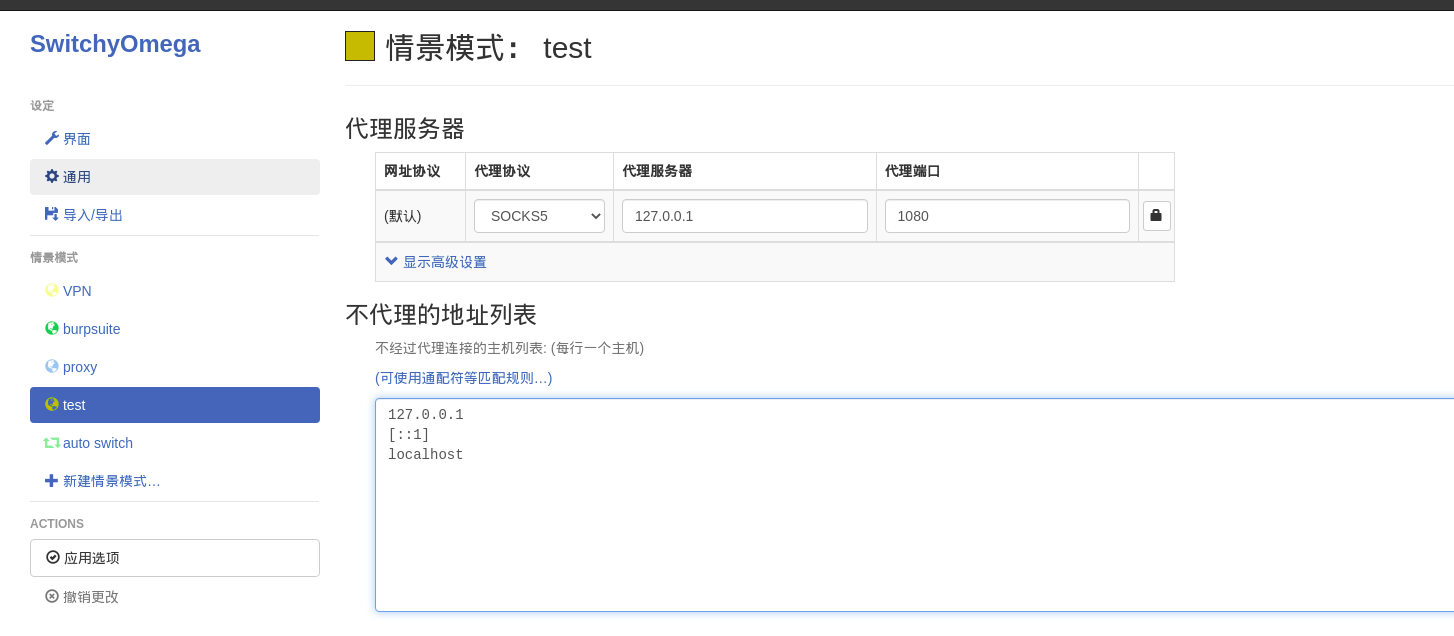 SwitchyOmega
设定
界面
通用
导入/导出
情景模式
VPN
burpsuite
proxy
test
auto switch
新建情景模式…
ACTIONS
应用选项
撤销更改
情景模式： test
代理服务器
网址协议 代理协议 代理服务器 代理端口
(默认) SOCKS5 127.0.0.1 1080
显示高级设置
不代理的地址列表
不经过代理连接的主机列表: (每行一个主机)
(可使用通配符等匹配规则…)
127.0.0.1
[::1]
localhost